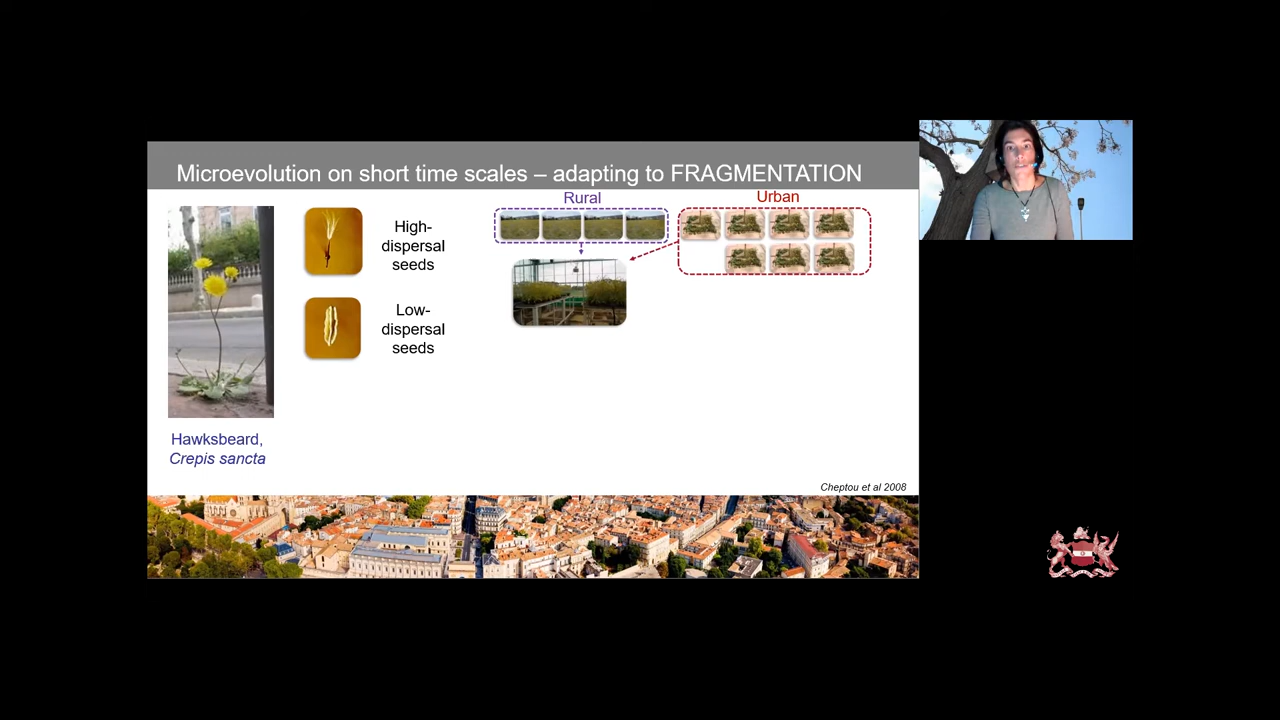 Microevolution on short time scales – adapting to FRAGMENTATION
Rural
Urban
High-
dispersal
seeds
Low-
dispersal
seeds
Hawksbeard,
Crepis sancta
Cheptou et al 2008